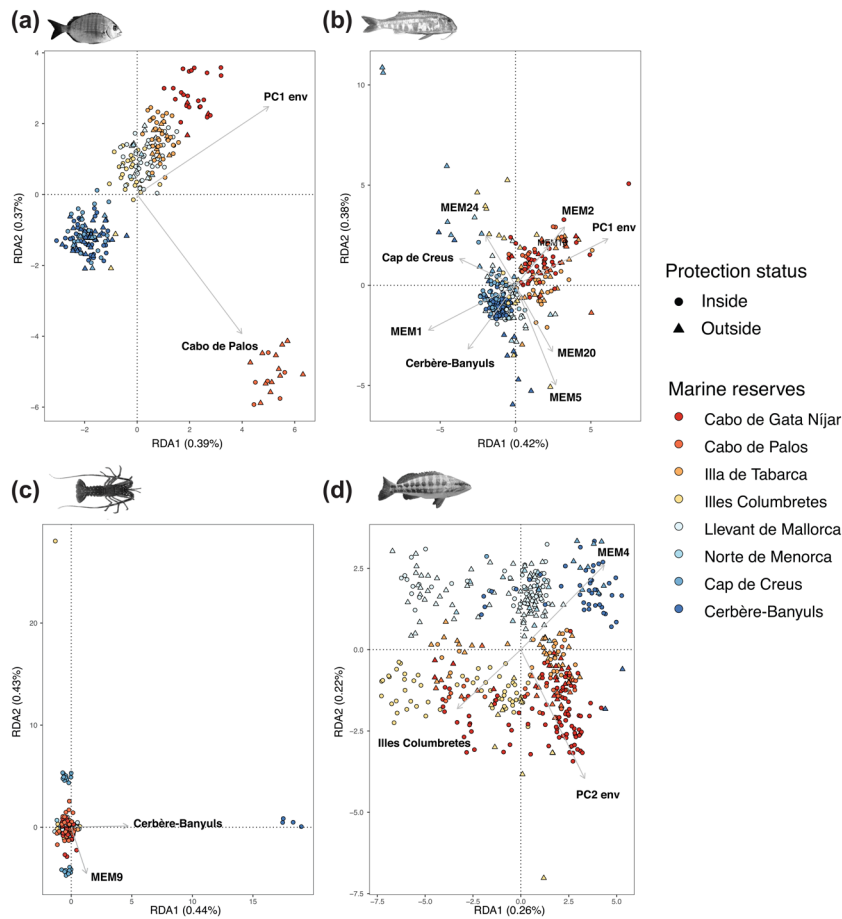 (a)
4
2
0
−2
−4
−6
RDA2 (0.37%)
PC1 env
Cabo de Palos
−2
0
2
4
6
RDA1 (0.39%)
(b)
10
5
0
−5
RDA2 (0.38%)
MEM24
MEM2
PC1 env
Cap de Creus
MEM1
Cerbère-Banyuls
MEM20
MEM5
−5
0
5
RDA1 (0.42%)
Protection status
Inside
Outside
Marine reserves
Cabo de Gata Níjar
Cabo de Palos
Illa de Tabarca
Illes Columbretes
Llevant de Mallorca
Norte de Menorca
Cap de Creus
Cerbère-Banyuls
(c)
20
10
0
RDA2 (0.43%)
Cerbère-Banyuls
MEM9
0
5
10
15
RDA1 (0.44%)
(d)
2.5
0.0
−2.5
−5.0
−7.5
RDA2 (0.22%)
MEM4
Illes Columbretes
PC2 env
−7.5
−5.0
−2.5
0.0
2.5
5.0
RDA1 (0.26%)